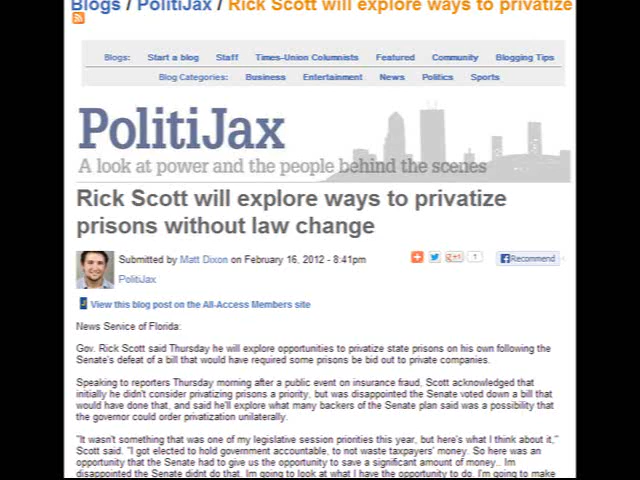 Blogs / PolitiJax / Rick Scott will explore ways to privatize
Blogs: Start a blog Staff Times-Union Columnists Featured Community Blogging Tips
Blog Categories: Business Entertainment News Politics Sports
PolitiJax
A look at power and the people behind the scenes
Rick Scott will explore ways to privatize
prisons without law change
Submitted by Matt Dixon on February 16, 2012 - 8:41pm
+1 1 Recommend
PolitiJax
View this blog post on the All-Access Members site
News Service of Florida:
Gov. Rick Scott said Thursday he will explore opportunities to privatize state prisons on his own following the
Senate's defeat of a bill that would have required some prisons be bid out to private companies.
Speaking to reporters Thursday morning after a public event on insurance fraud, Scott acknowledged that
initially he didn't consider privatizing prisons a priority, but was disappointed the Senate voted down a bill that
would have done that, and said he'll explore what many backers of the Senate plan said was a possibility that
the governor could order privatization unilaterally.
"It wasn't something that was one of my legislative session priorities this year, but here's what I think about it,"
Scott said. "I got elected to hold government accountable, to not waste taxpayers' money. So here was an
opportunity that the Senate had to give us the opportunity to save a significant amount of money.. Im
disappointed the Senate didnt do that. Im going to look at what I have the opportunity to do. I'm going to make